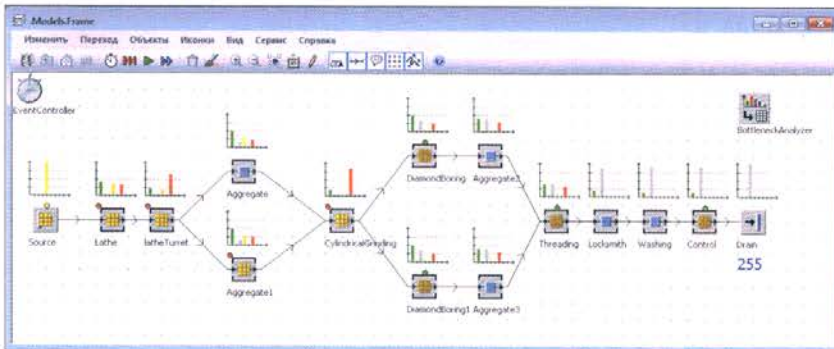 .Models.Frame
Изменить Переход Объекты Иконки Вид Сервис Справка
EventController
BottleneckAnalyzer
Aggregate
DiamondBoring Aggregate2
Source Lathe latheTurret CylindricalGrinding Threading Locksmith Washing Control Drain
255
Aggregate1
DiamondBoring1 Aggregate3